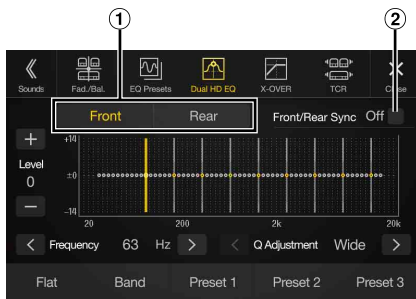 1 2
Sounds Fad./Bal. EQ Presets Dual HD EQ X-OVER TCR Close
Front Rear Front/Rear Sync Off
+ +14
Level
0 ±0
− −14
20 200 2k 20k
< Frequency 63 Hz > < Q Adjustment Wide >
Flat Band Preset 1 Preset 2 Preset 3